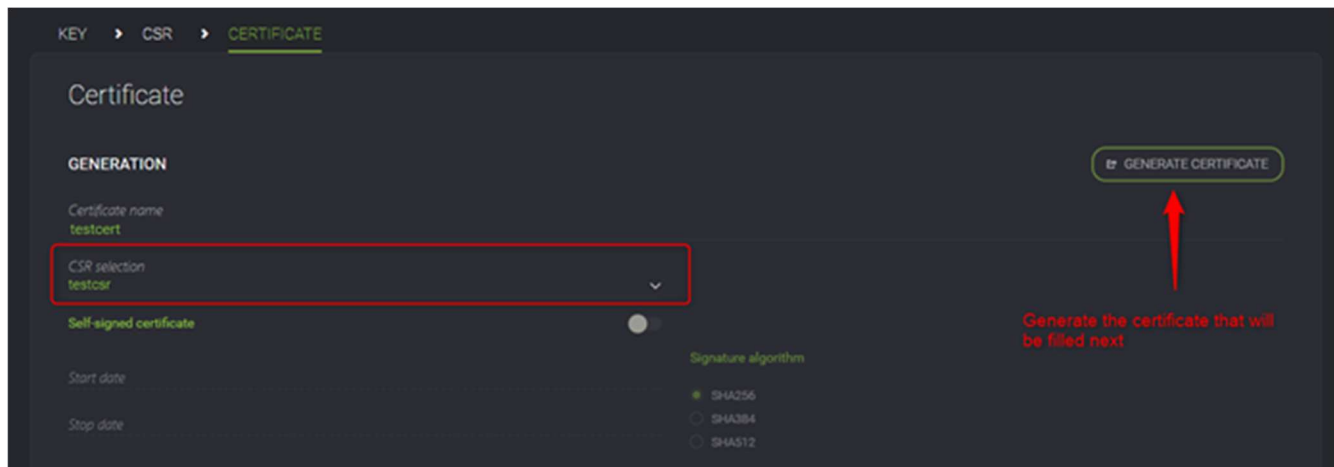 KEY > CSR > CERTIFICATE
Certificate
GENERATION
GENERATE CERTIFICATE
Certificate name
testcert
CSR selection
testcsr
Self-signed certificate
Generate the certificate that will
be filled next
Signature algorithm
Start date
SHA256
SHA384
Stop date
SHA512